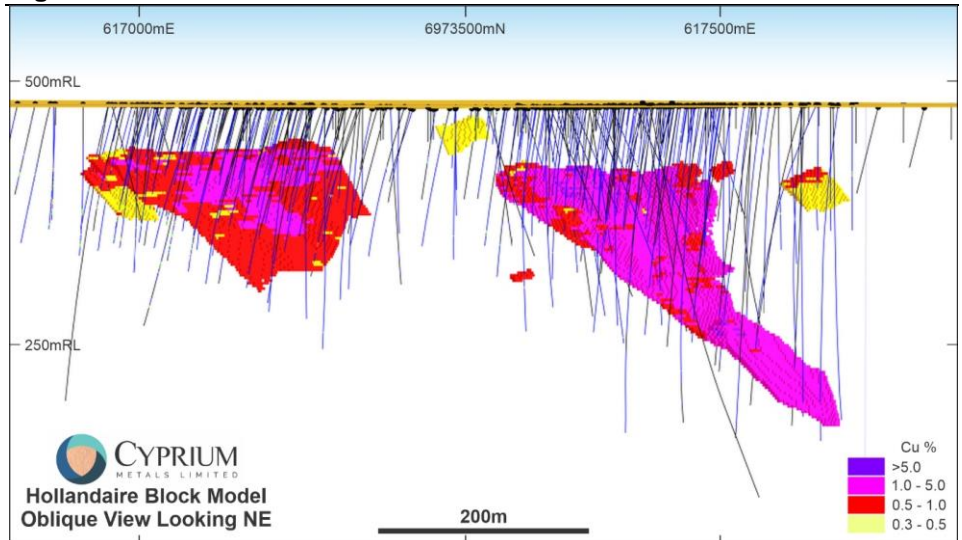 617000mE 6973500mN 617500mE
500mRL
250mRL
CYPRIUM
METALS LIMITED
Hollandaire Block Model
Oblique View Looking NE
200m
Cu %
>5.0
1.0 - 5.0
0.5 - 1.0
0.3 - 0.5